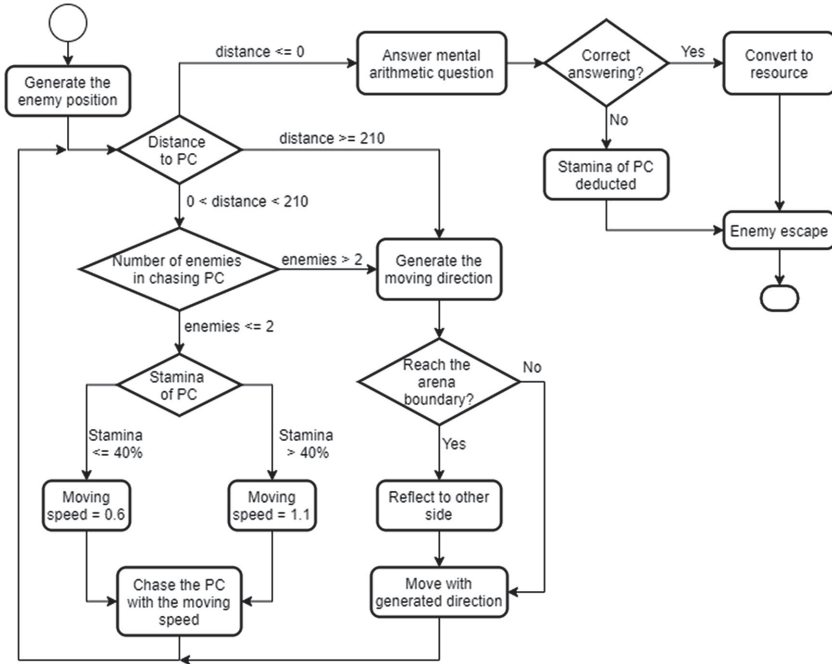 Generate the
enemy position
distance <= 0
Answer mental
arithmetic question
Correct
answering?
Yes
Convert to
resource
No
Stamina of PC
deducted
Enemy escape
Distance
to PC
distance >= 210
0 < distance < 210
Number of enemies
in chasing PC
enemies > 2
Generate the
moving direction
enemies <= 2
Stamina
of PC
Reach the
arena
boundary?
No
Yes
Stamina
<= 40%
Stamina
> 40%
Moving
speed = 0.6
Moving
speed = 1.1
Reflect to other
side
Chase the PC
with the moving
speed
Move with
generated direction